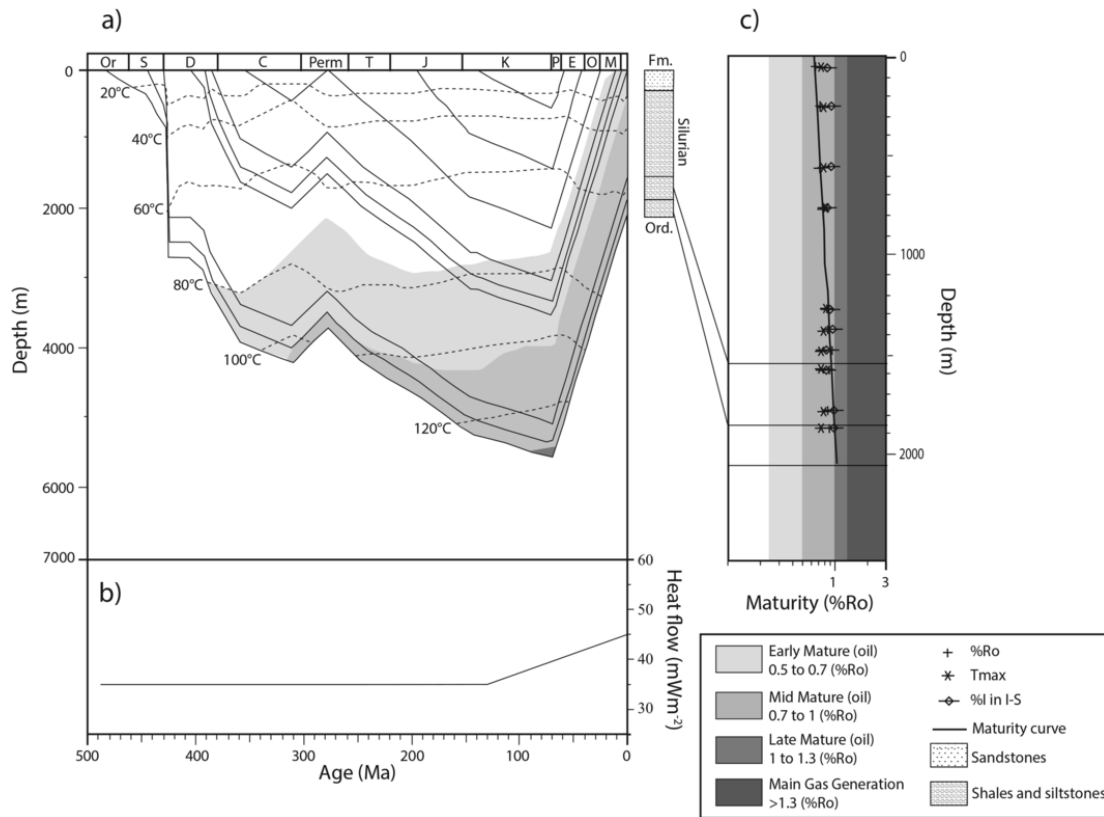 a)
Or S D C Perm T J K P E O M
0
2000
4000
6000
7000
Depth (m)
20°C
40°C
60°C
80°C
100°C
120°C
Fm.
Silurian
Ord.
b)
60
55
50
45
40
35
30
Heat flow (mWm-2)
500 400 300 200 100 0
Age (Ma)
c)
0
1000
2000
Depth (m)
1 3
Maturity (%Ro)
Early Mature (oil)
0.5 to 0.7 (%Ro)
Mid Mature (oil)
0.7 to 1 (%Ro)
Late Mature (oil)
1 to 1.3 (%Ro)
Main Gas Generation
>1.3 (%Ro)
%Ro
Tmax
%I in I-S
Maturity curve
Sandstones
Shales and siltstones